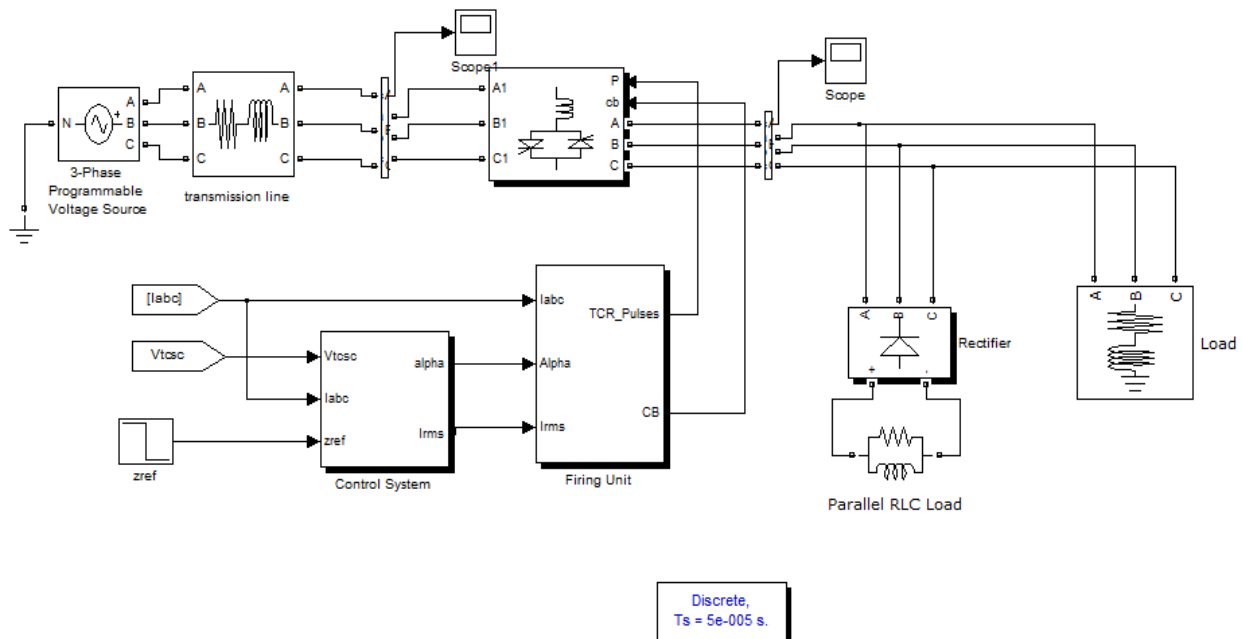 Scope1
Scope
A
B
C
N
+
A
B
C
A
B
C
A1
B1
C1
P
cb
A
B
C
3-Phase
Programmable
Voltage Source
transmission line
[Iabc]
Vtcsc
zref
Vtcsc
Iabc
zref
alpha
Irms
Control System
Iabc
Alpha
Irms
TCR_Pulses
CB
Firing Unit
A
B
C
+
-
Rectifier
Parallel RLC Load
A
B
C
Load
Discrete,
Ts = 5e-005 s.